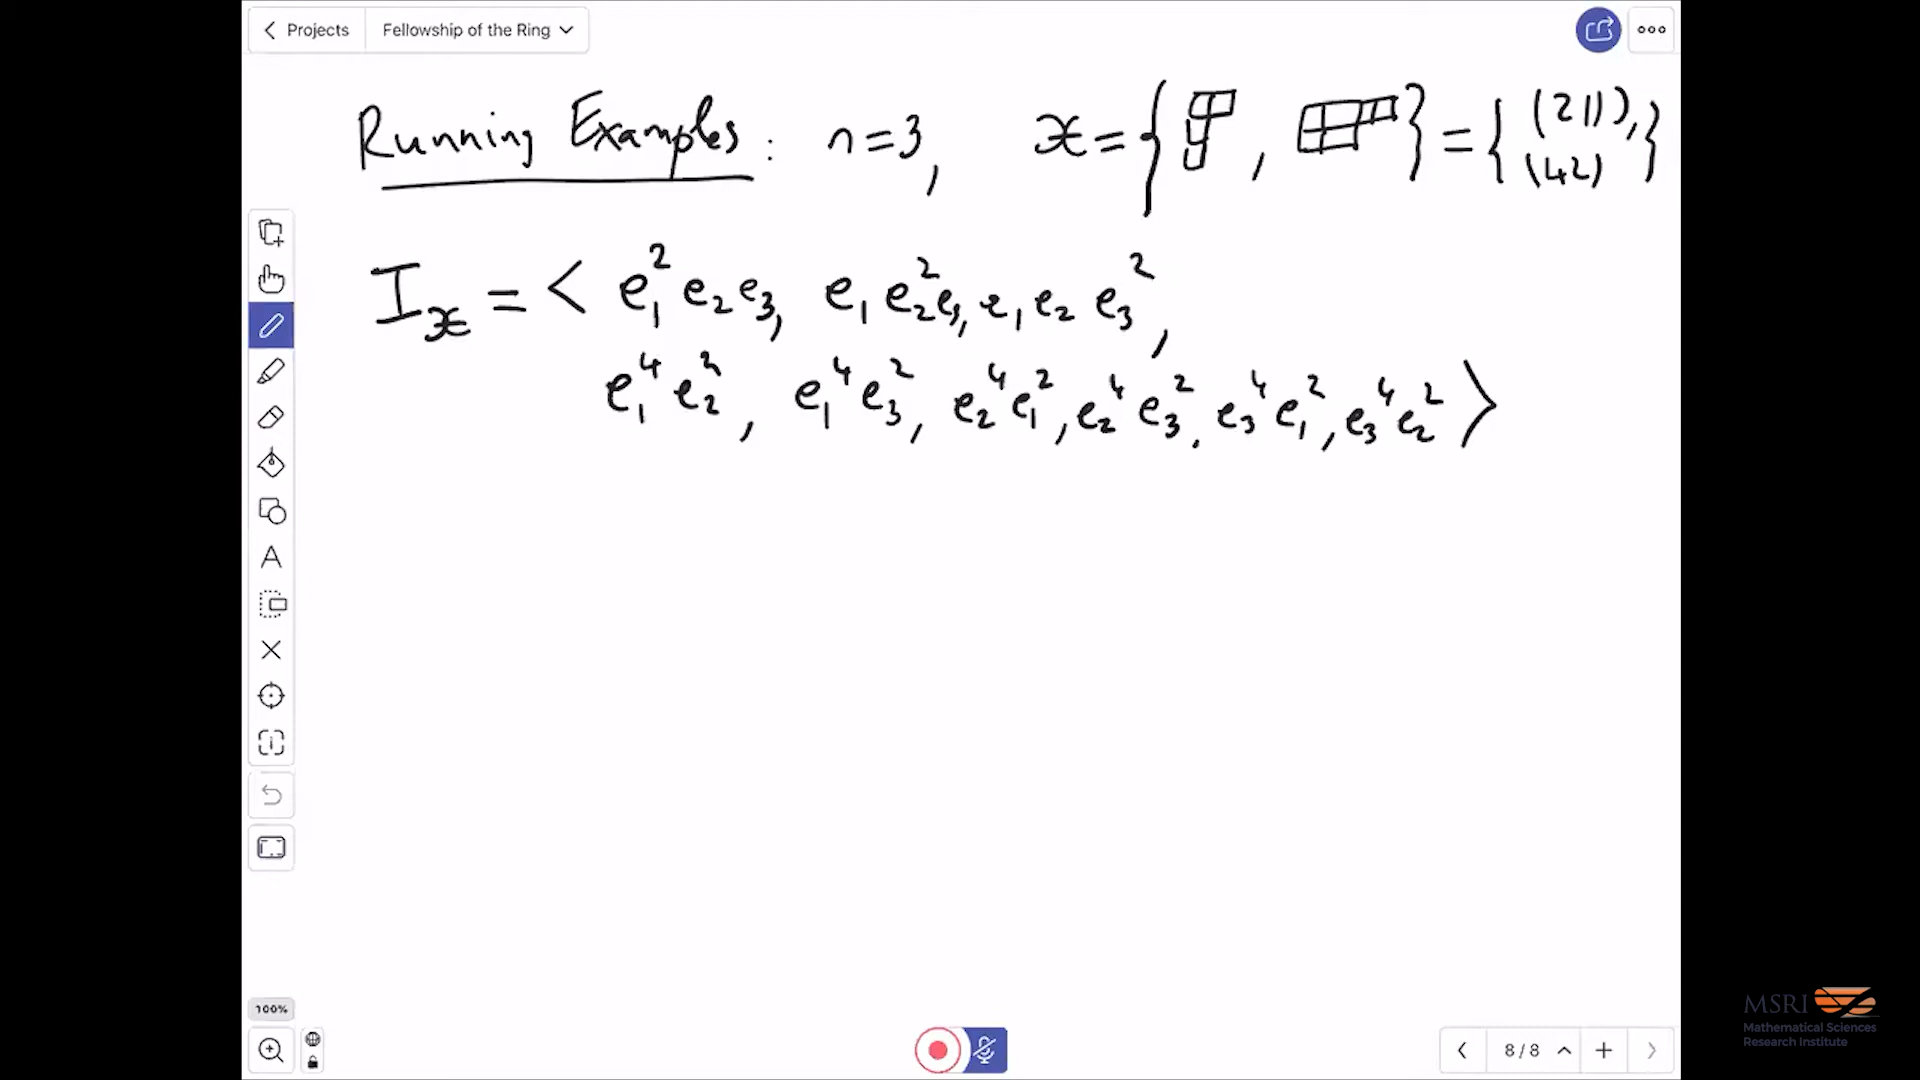 Projects Fellowship of the Ring
Running Examples: n=3, 𝓍={ , }={(211), (42)}
I_𝓍 = < e₁²e₂e₃, e₁e₂²e₃, e₁e₂e₃²,
e₁⁴e₂², e₁⁴e₃², e₂⁴e₁², e₂⁴e₃², e₃⁴e₁², e₃⁴e₂² >
A
100%
8/8
MSRI
Mathematical Sciences
Research Institute